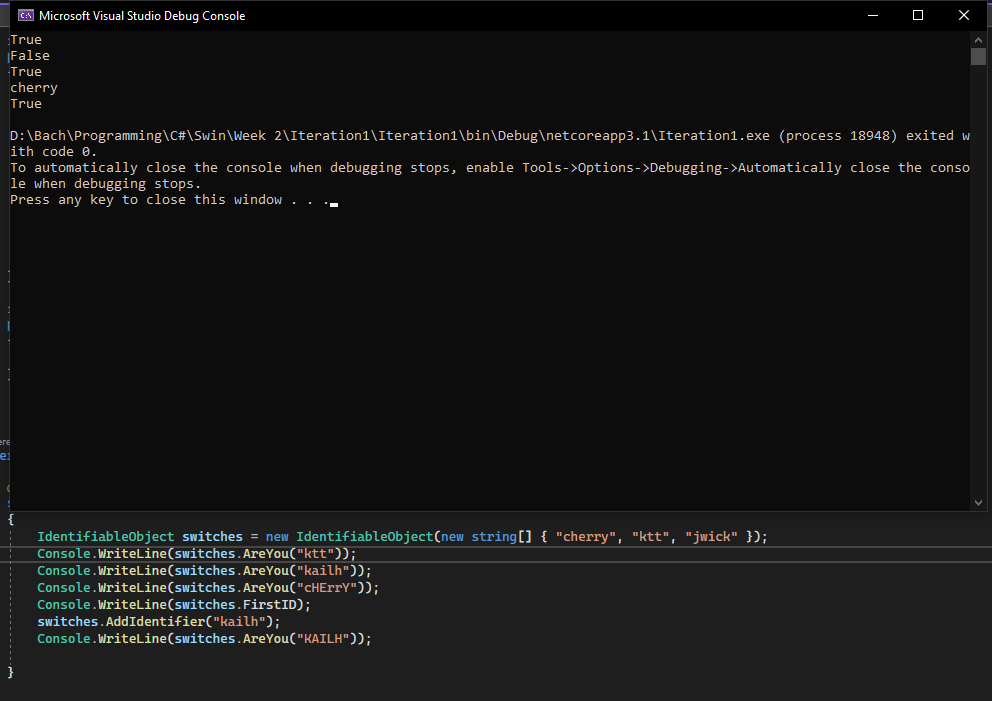 Microsoft Visual Studio Debug Console
True
False
True
cherry
True
D:\Bach\Programming\C#\Swin\Week 2\Iteration1\Iteration1\bin\Debug\netcoreapp3.1\Iteration1.exe (process 18948) exited w
ith code 0.
To automatically close the console when debugging stops, enable Tools->Options->Debugging->Automatically close the conso
le when debugging stops.
Press any key to close this window . . .
{
IdentifiableObject switches = new IdentifiableObject(new string[] { "cherry", "ktt", "jwick" });
Console.WriteLine(switches.AreYou("ktt"));
Console.WriteLine(switches.AreYou("kailh"));
Console.WriteLine(switches.AreYou("cHErrY"));
Console.WriteLine(switches.FirstID);
switches.AddIdentifier("kailh");
Console.WriteLine(switches.AreYou("KAILH"));
}